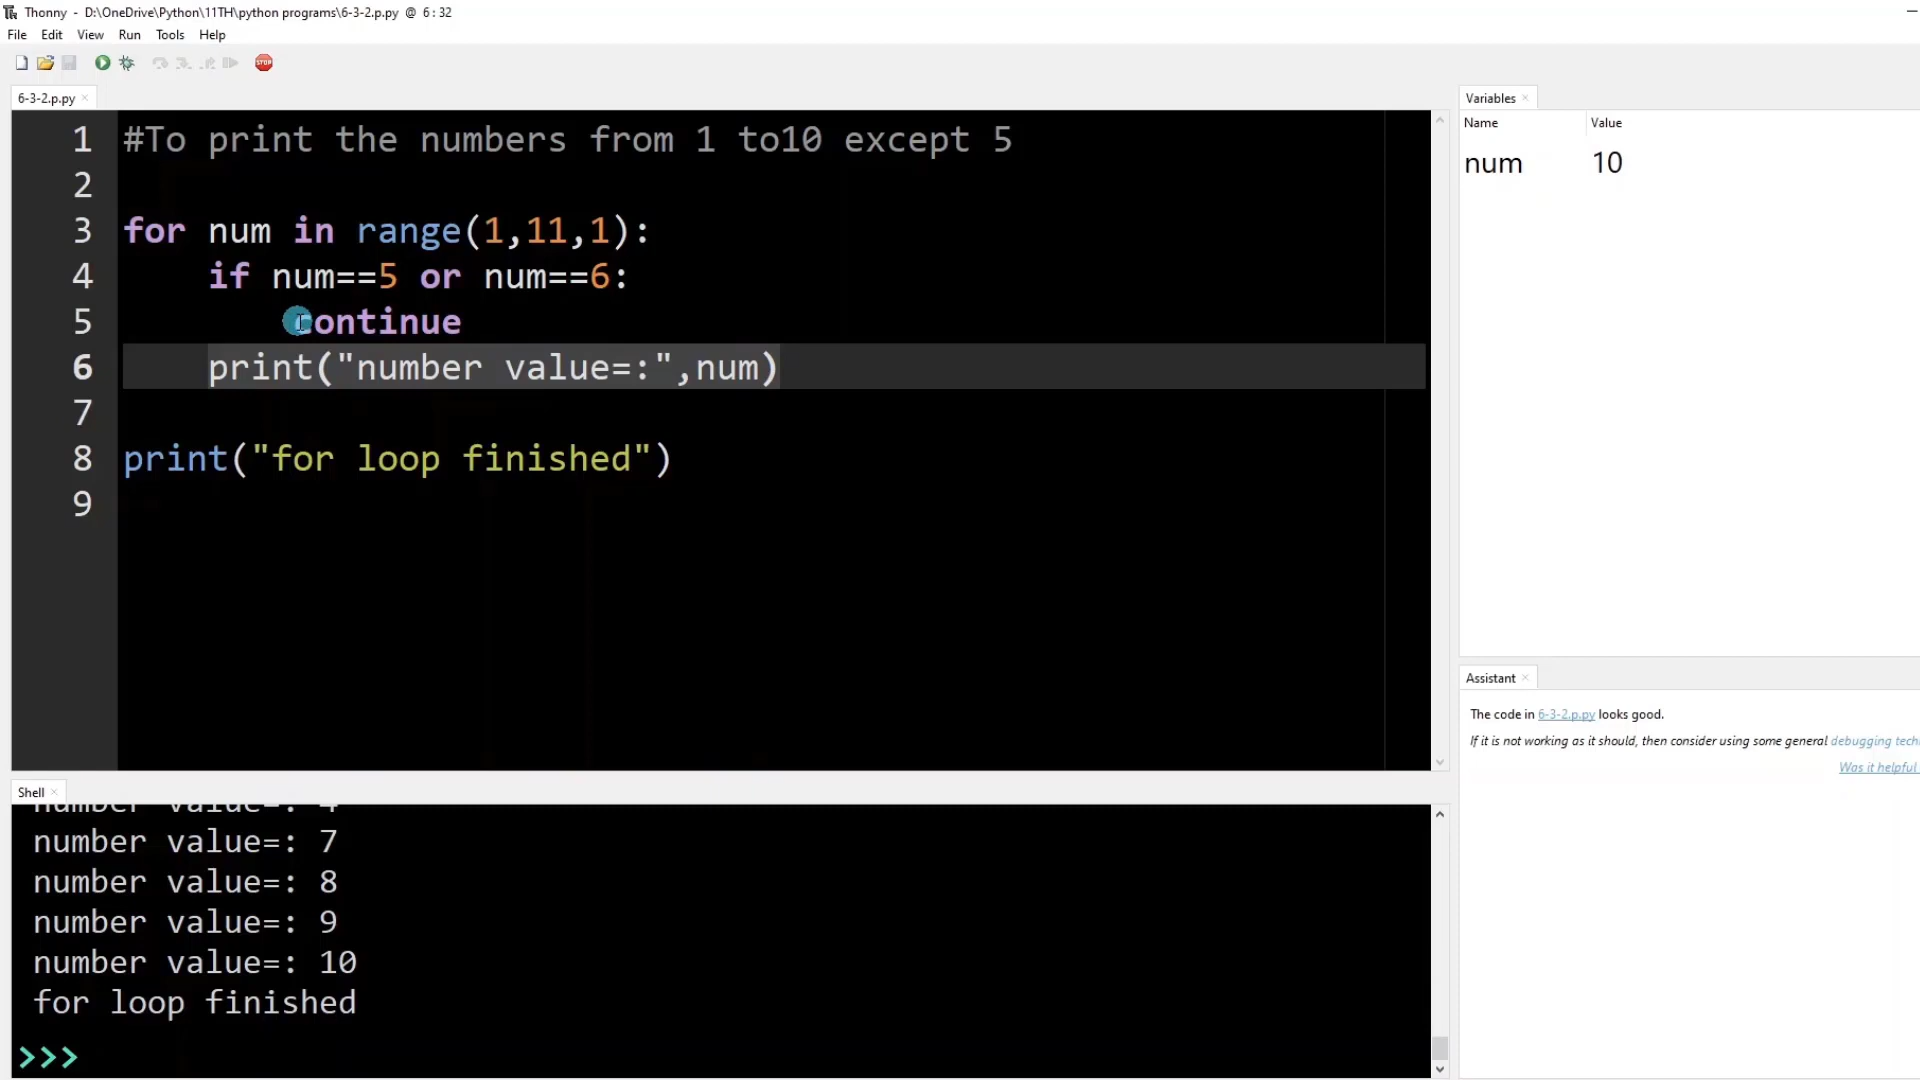 Thonny - D:\OneDrive\Python\11TH\python programs\6-3-2.p.py @ 6:32
File Edit View Run Tools Help
STOP
6-3-2.p.py
1 #To print the numbers from 1 to10 except 5
2
3 for num in range(1,11,1):
4 if num==5 or num==6:
5 continue
6 print("number value=:",num)
7
8 print("for loop finished")
9
Variables
Name Value
num 10
Assistant
The code in 6-3-2.p.py looks good.
If it is not working as it should, then consider using some general debugging
Was it helpful
Shell
number value=: 4
number value=: 7
number value=: 8
number value=: 9
number value=: 10
for loop finished
>>>